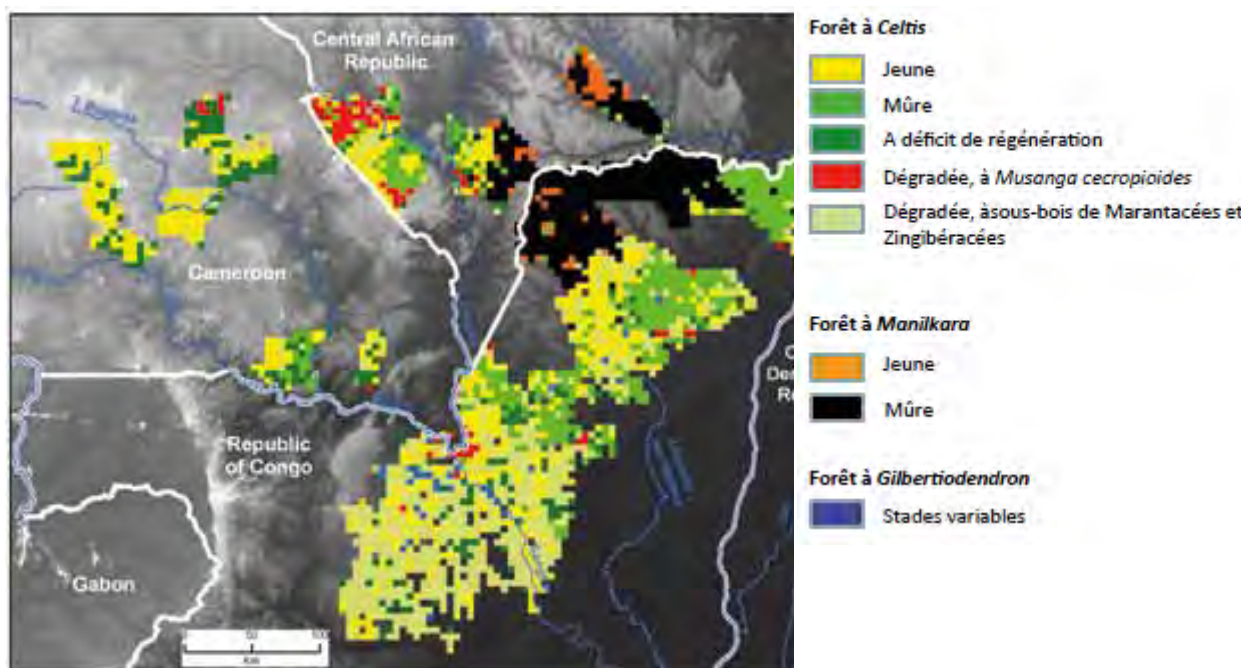 Central African
Republic
Cameroon
Republic
of Congo
Gabon
Forêt à Celtis
Jeune
Mûre
A déficit de régénération
Dégradée, à Musanga cecropioides
Dégradée, àsous-bois de Marantacées et
Zingibéracées
Forêt à Manilkara
Jeune
Mûre
Forêt à Gilbertiodendron
Stades variables